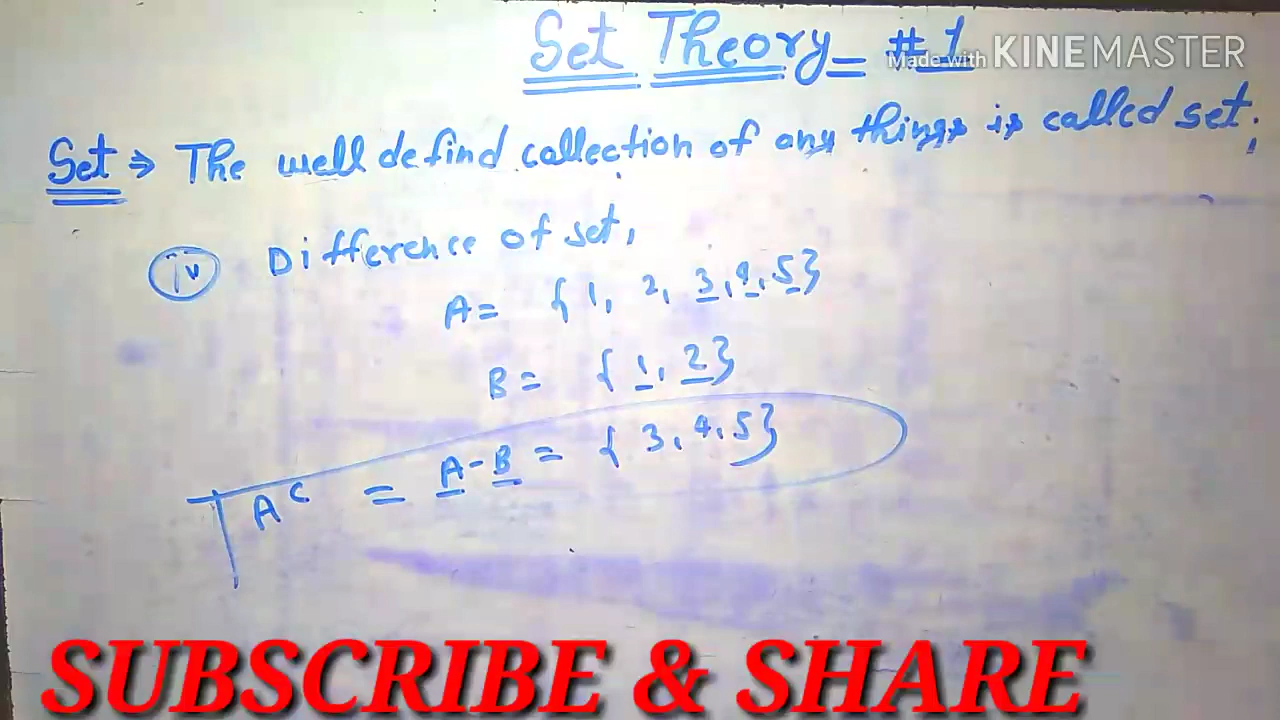 Set Theory #1
Made with KINEMASTER
Set ⇒ The well defind collection of any things is called set.
(iv) Difference of set,
A = {1, 2, 3, 4, 5}
B = {1, 2}
A^c = A-B = {3, 4, 5}
SUBSCRIBE & SHARE